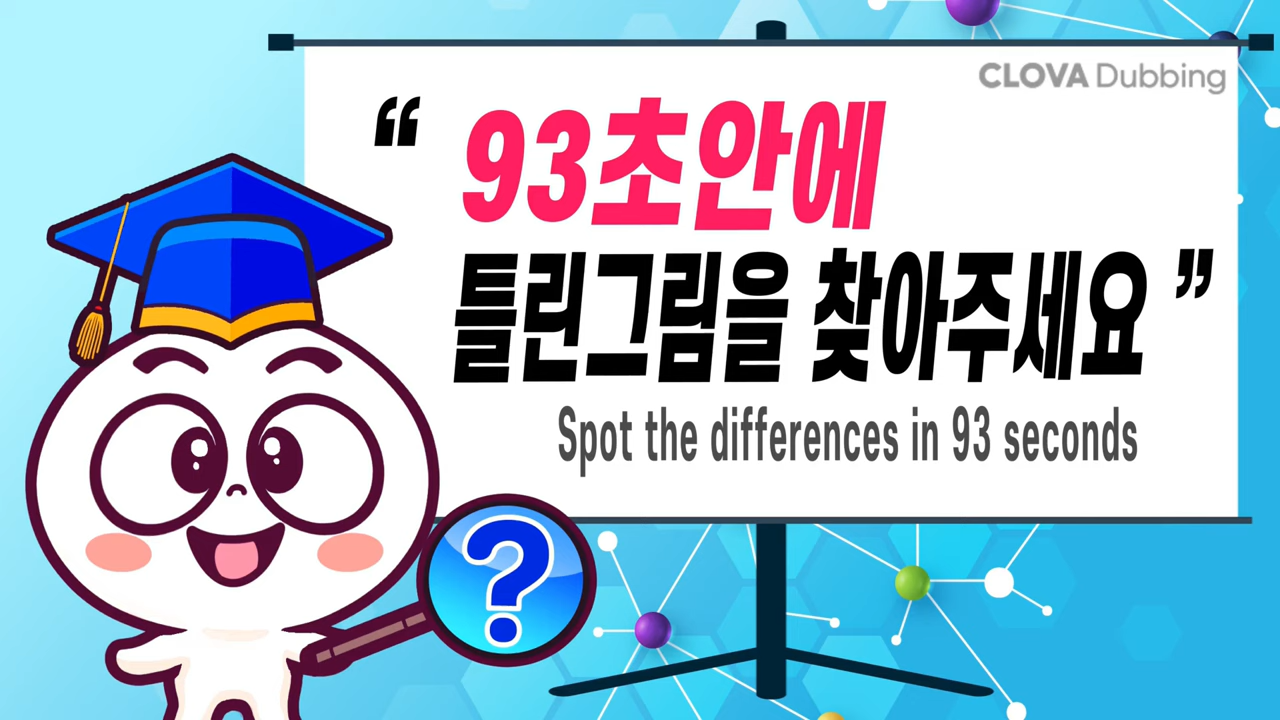 CLOVA Dubbing
“ 93초안에
틀린그림을 찾아주세요 ”
Spot the differences in 93 seconds
?